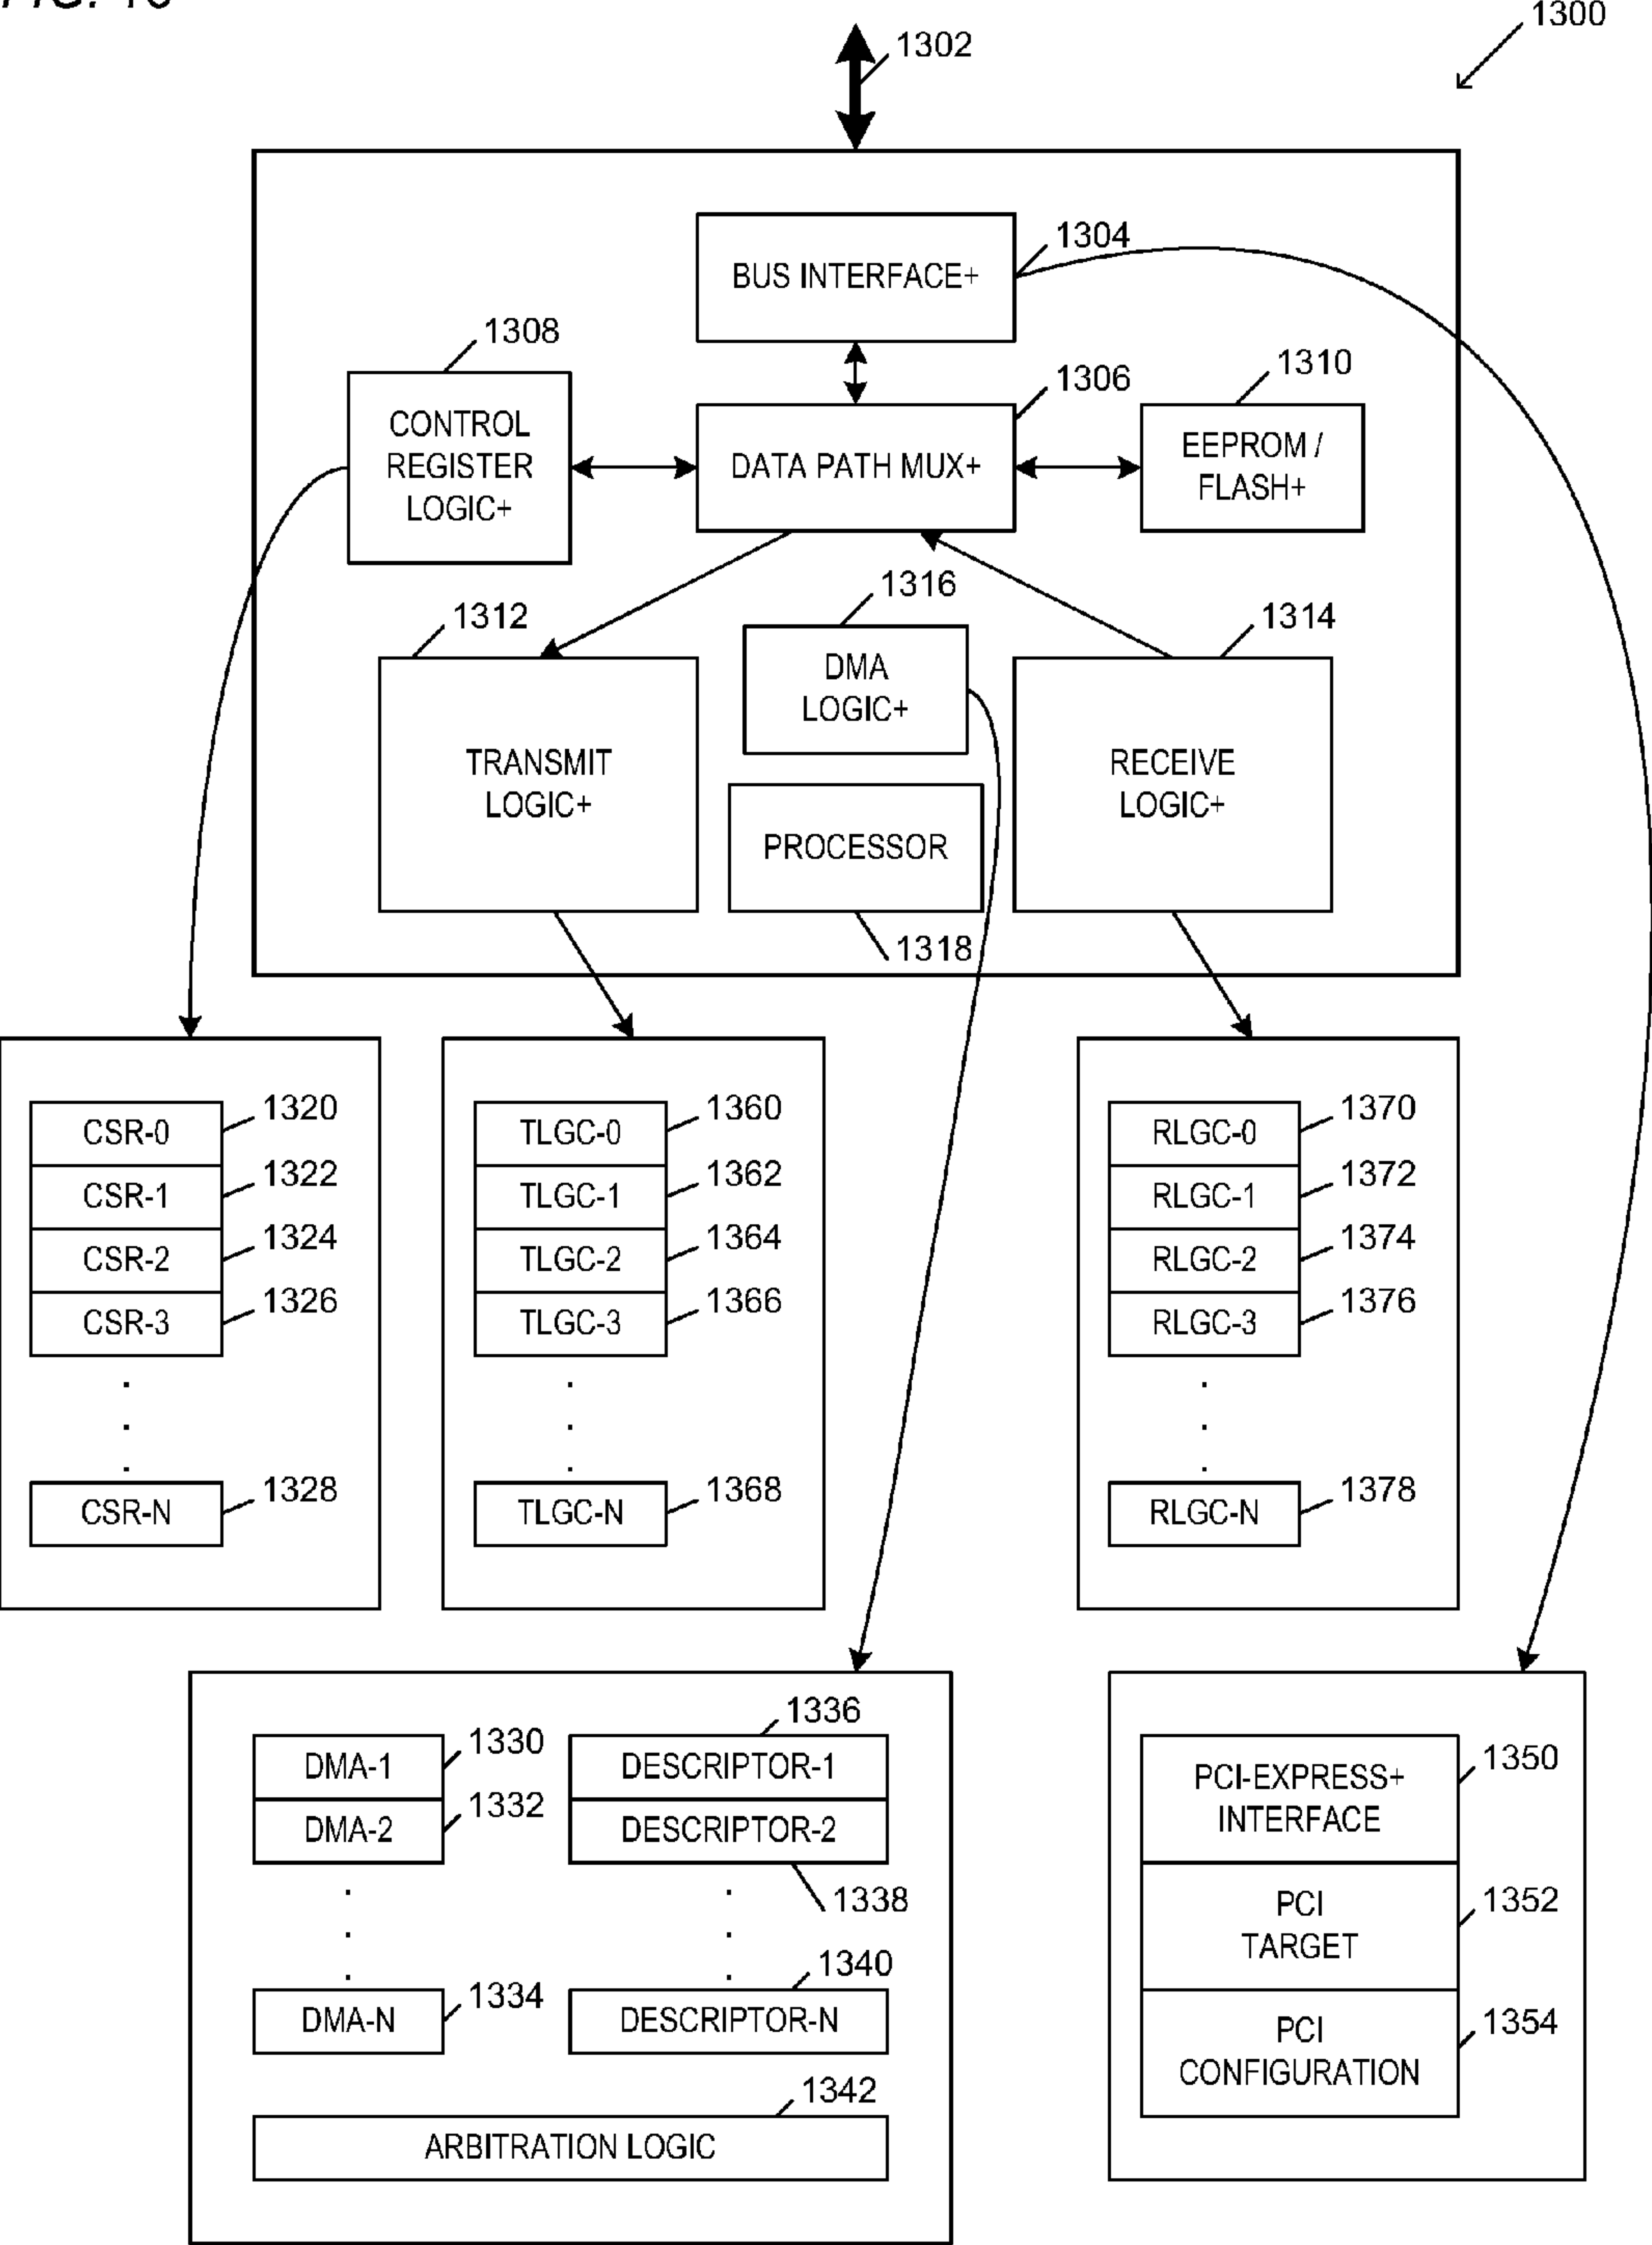 FIG.
1300
1302
1304
BUS INTERFACE+
1308
1306
1310
CONTROL
REGISTER
LOGIC+
DATA PATH MUX+
EEPROM /
FLASH+
1312
1316
1314
DMA
LOGIC+
TRANSMIT
LOGIC+
RECEIVE
LOGIC+
PROCESSOR
1318
CSR-0
1320
CSR-1
1322
CSR-2
1324
CSR-3
1326
.
.
.
CSR-N
1328
TLGC-0
1360
TLGC-1
1362
TLGC-2
1364
TLGC-3
1366
.
.
.
TLGC-N
1368
RLGC-0
1370
RLGC-1
1372
RLGC-2
1374
RLGC-3
1376
.
.
.
RLGC-N
1378
DMA-1
1330
DMA-2
1332
.
.
.
DMA-N
1334
1336
DESCRIPTOR-1
DESCRIPTOR-2
1338
.
.
.
1340
DESCRIPTOR-N
1342
ARBITRATION LOGIC
PCI-EXPRESS+
INTERFACE
1350
PCI
TARGET
1352
PCI
CONFIGURATION
1354